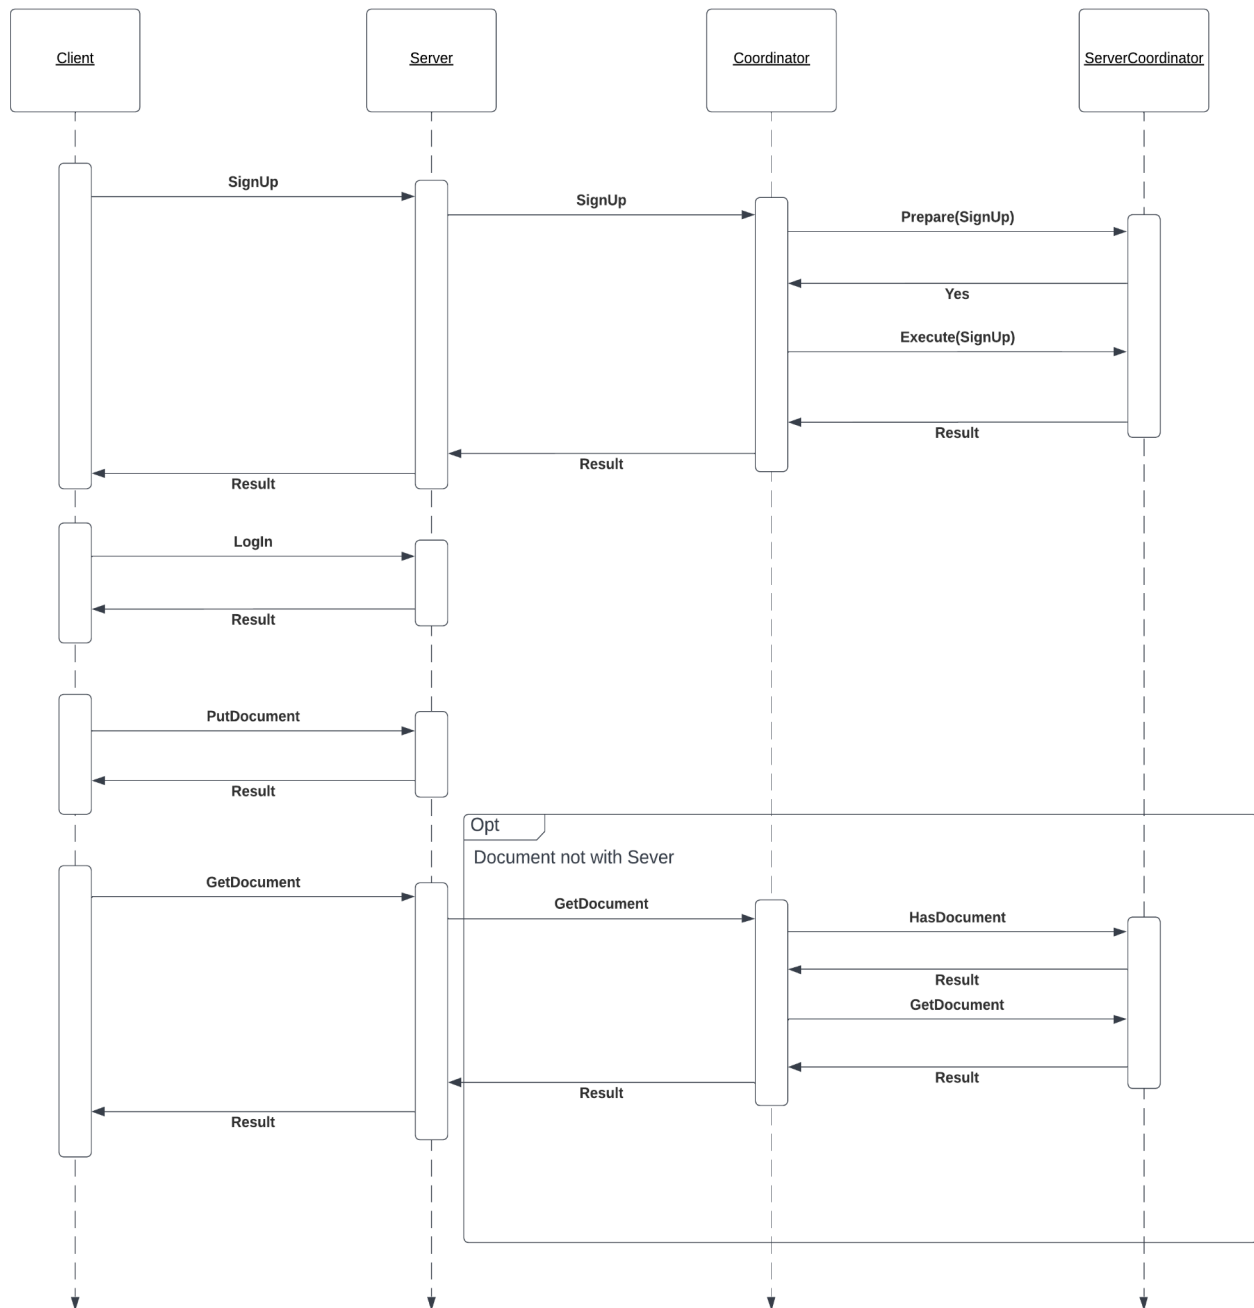 Client
Server
Coordinator
ServerCoordinator
SignUp
SignUp
Prepare(SignUp)
Yes
Execute(SignUp)
Result
Result
Result
LogIn
Result
PutDocument
Result
Opt
Document not with Sever
GetDocument
GetDocument
HasDocument
Result
GetDocument
Result
Result
Result